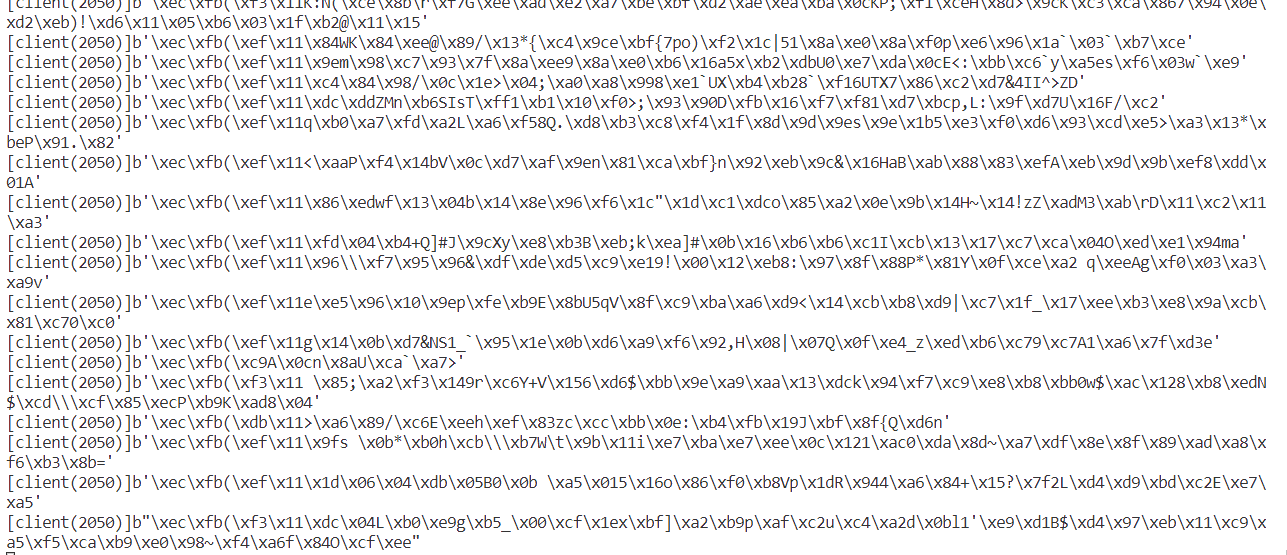 [client(2050)]b'\xec\xfb(\xf3\x11K:N(\xce\x8b\r\xf7G\xee\xad\xe2\xa7\xbe\xbf\xd2\xae\xea\xba\x0cKP;\xf1\xceH\x8d>\x9cK\xc3\xca\x867\x94\x0e\
xd2\xeb)!\xd6\x11\x05\xb6\x03\x1f\xb2@\x11\x15'
[client(2050)]b'\xec\xfb(\xef\x11\x84WK\x84\xee@\x89/\x13*{\xc4\x9ce\xbf{7po)\xf2\x1c|51\x8a\xe0\x8a\xf0p\xe6\x96\x1a`\x03`\xb7\xce'
[client(2050)]b'\xec\xfb(\xef\x11\x9em\x98\xc7\x93\x7f\x8a\xee9\x8a\xe0\xb6\x16a5x\xb2\xdbU0\xe7\xda\x0cE<:\xbb\xc6`y\xa5es\xf6\x03w`\xe9'
[client(2050)]b'\xec\xfb(\xef\x11\xc4\x84\x98/\x0c\x1e>\x04;\xa0\xa8\x998\xe1`UX\xb4\xb28`\xf16UTX7\x86\xc2\xd7&4II^>ZD'
[client(2050)]b'\xec\xfb(\xef\x11\xdc\xddZMn\xb6SIsT\xff1\xb1\x10\xf0>;\x93\x90D\xfb\x16\xf7\xf81\xd7\xbcp,L:\x9f\xd7U\x16F/\xc2'
[client(2050)]b'\xec\xfb(\xef\x11q\xb0\xa7\xfd\xa2L\xa6\xf58Q.\xd8\xb3\xc8\xf4\x1f\x8d\x9d\x9es\x9e\x1b5\xe3\xf0\xd6\x93\xcd\xe5>\xa3\x13*\x
beP\x91.\x82'
[client(2050)]b'\xec\xfb(\xef\x11<\xaaP\xf4\x14bV\x0c\xd7\xaf\x9en\x81\xca\xbf}n\x92\xeb\x9c&\x16HaB\xab\x88\x83\xefA\xeb\x9d\x9b\xef8\xdd\x
01A'
[client(2050)]b'\xec\xfb(\xef\x11\x86\xedwf\x13\x04b\x14\x8e\x96\xf6\x1c"\x1d\xc1\xdco\x85\xa2\x0e\x9b\x14H~\x14!zZ\xadM3\xab\rD\x11\xc2\x11
\xa3'
[client(2050)]b'\xec\xfb(\xef\x11\xfd\x04\xb4+Q]#J\x9cXy\xe8\xb3B\xeb;k\xea]#\x0b\x16\xb6\xb6\xc1I\xcb\x13\x17\xc7\xca\x04O\xed\xe1\x94ma'
[client(2050)]b'\xec\xfb(\xef\x11\x96\\\xf7\x95\x96&\xdf\xde\xd5\xc9\xe19!\x00\x12\xeb8:\x97\x8f\x88P*\x81Y\x0f\xce\xa2 q\xeeAg\xf0\x03\xa3\
xa9v'
[client(2050)]b'\xec\xfb(\xef\x11e\xe5\x96\x10\x9ep\xfe\xb9E\x8bU5qV\x8f\xc9\xba\xa6\xd9<\x14\xcb\xb8\xd9|\xc7\x1f_\x17\xee\xb3\xe8\x9a\xcb\
x81\xc70\xc0'
[client(2050)]b'\xec\xfb(\xef\x11g\x14\x0b\xd7&NS1_`\x95\x1e\x0b\xd6\xa9\xf6\x92,H\x08|\x07Q\x0f\xe4_z\xed\xb6\xc79\xc7A1\xa6\x7f\xd3e'
[client(2050)]b'\xec\xfb(\xc9A\x0cn\x8aU\xca`\xa7>'
[client(2050)]b'\xec\xfb(\xf3\x11 \x85;\xa2\xf3\x149r\xc6Y+V\x156\xd6$\xbb\x9e\xa9\xaa\x13\xdck\x94\xf7\xc9\xe8\xb8\xbb0w$\xac\x128\xb8\xedN
$\xcd\\\xcf\x85\xecP\xb9K\xad8\x04'
[client(2050)]b'\xec\xfb(\xdb\x11>\xa6\x89/\xc6E\xeeh\xef\x83zc\xcc\xbb\x0e:\xb4\xfb\x19J\xbf\x8f{Q\xd6n'
[client(2050)]b'\xec\xfb(\xef\x11\x9fs \x0b*\xb0h\xcb\\\xb7W\t\x9b\x11i\xe7\xba\xe7\xee\x0c\x121\xac0\xda\x8d~\xa7\xdf\x8e\x8f\x89\xad\xa8\x
f6\xb3\x8b='
[client(2050)]b'\xec\xfb(\xef\x11\x1d\x06\x04\xdb\x05B0\x0b \xa5\x015\x16o\x86\xf0\xb8Vp\x1dR\x944\xa6\x84+\x15?\x7f2L\xd4\xd9\xbd\xc2E\xe7\
xa5'
[client(2050)]b"\xec\xfb(\xf3\x11\xdc\x04L\xb0\xe9g\xb5_\x00\xcf\x1ex\xbf]\xa2\xb9p\xaf\xc2u\xc4\xa2d\x0bl1'\xe9\xd1B$\xd4\x97\xeb\x11\xc9\x
a5\xf5\xca\xb9\xe0\x98~\xf4\xa6f\x84O\xcf\xee"